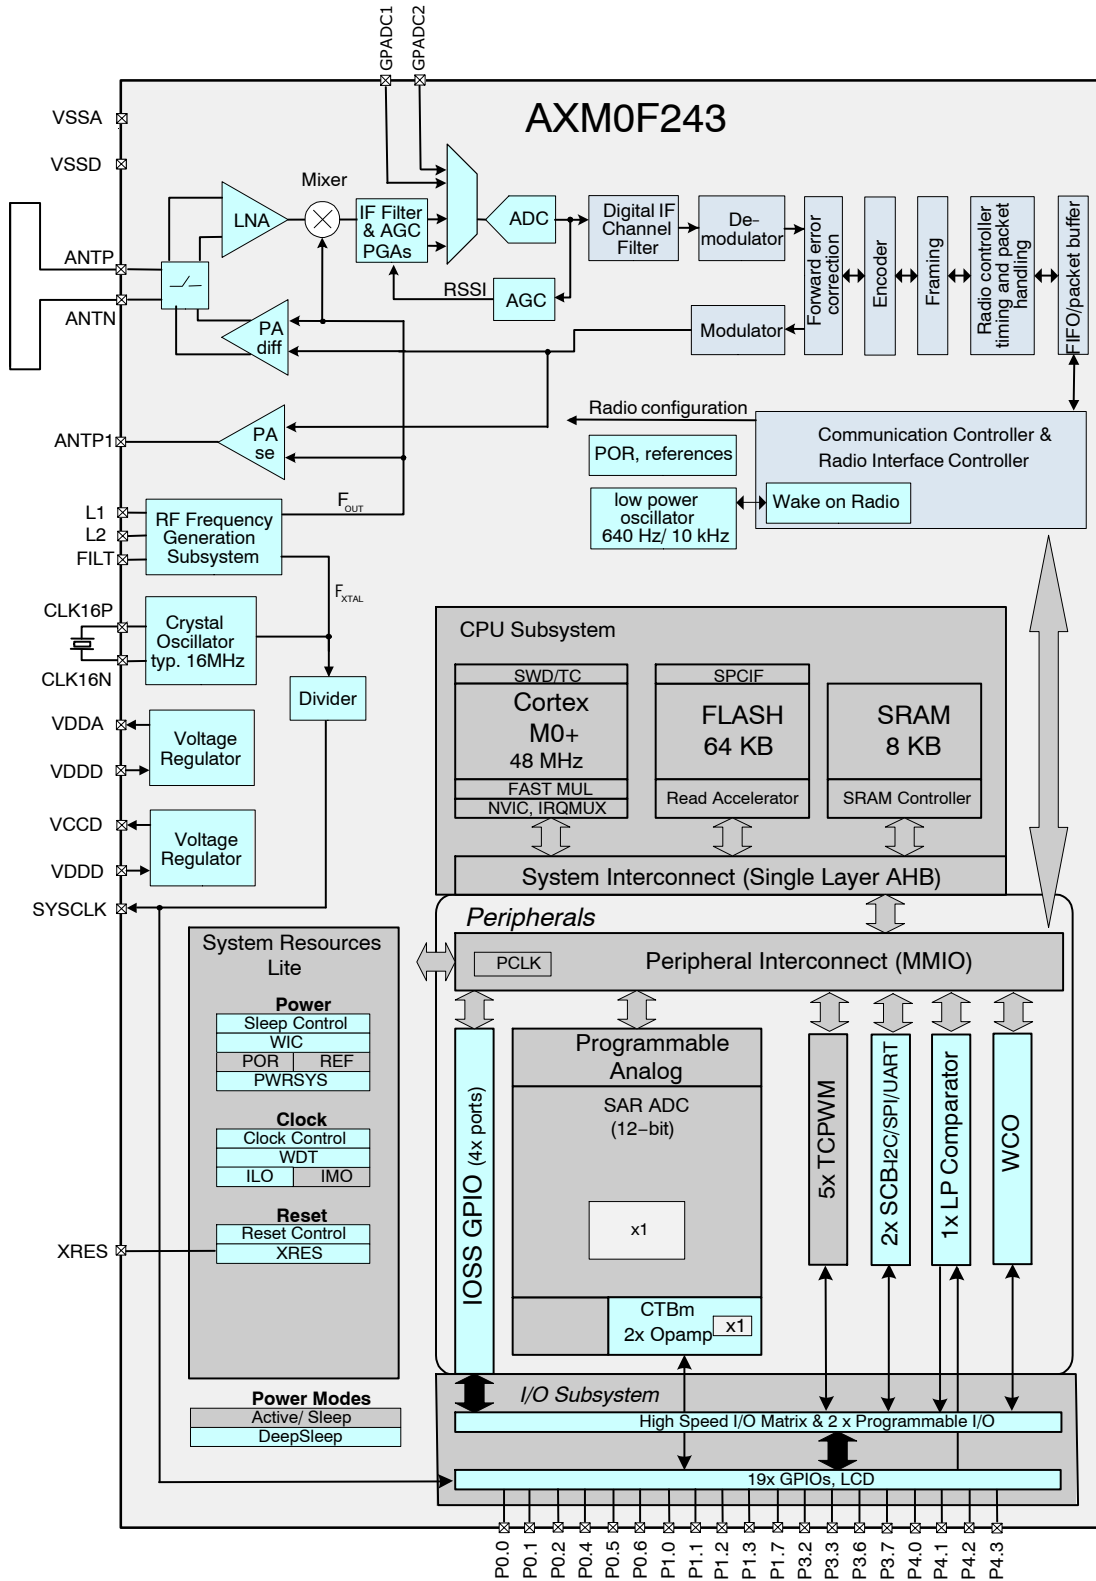 GPADC1
GPADC2
AXM0F243
VSSA
VSSD
ANTP
ANTN
ANTP1
L1
L2
FILT
CLK16P
CLK16N
VDDA
VDDD
VCCD
VDDD
SYSCLK
XRES
LNA
Mixer
IF Filter
& AGC
PGAs
ADC
RSSI
AGC
Digital IF
Channel
Filter
De-
modulator
Modulator
Forward error
correction
Encoder
Framing
Radio controller
timing and packet
handling
FIFO/packet buffer
PA
diff
PA
se
Radio configuration
Communication Controller &
Radio Interface Controller
POR, references
low power
oscillator
640 Hz/ 10 kHz
Wake on Radio
RF Frequency
Generation
Subsystem
FOUT
FXTAL
Crystal
Oscillator
typ. 16MHz
Divider
Voltage
Regulator
Voltage
Regulator
CPU Subsystem
SWD/TC
Cortex
M0+
48 MHz
FAST MUL
NVIC, IRQMUX
SPCIF
FLASH
64 KB
Read Accelerator
SRAM
8 KB
SRAM Controller
System Interconnect (Single Layer AHB)
Peripherals
PCLK
Peripheral Interconnect (MMIO)
System Resources
Lite
Power
Sleep Control
WIC
POR
REF
PWRSYS
Clock
Clock Control
WDT
ILO
IMO
Reset
Reset Control
XRES
Power Modes
Active/ Sleep
DeepSleep
IOSS GPIO (4x ports)
Programmable
Analog
SAR ADC
(12−bit)
x1
CTBm
2x Opamp
x1
5x TCPWM
2x SCB-I2C/SPI/UART
1x LP Comparator
WCO
I/O Subsystem
High Speed I/O Matrix & 2 x Programmable I/O
19x GPIOs, LCD
P0.0
P0.1
P0.2
P0.4
P0.5
P0.6
P1.0
P1.1
P1.2
P1.3
P1.7
P3.2
P3.3
P3.6
P3.7
P4.0
P4.1
P4.2
P4.3